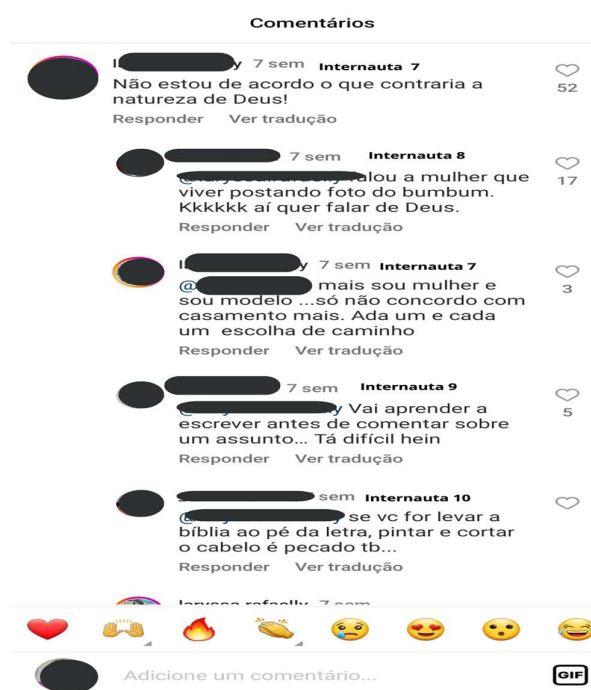 Comentários
7 sem Internauta 7
52
Não estou de acordo o que contraria a
natureza de Deus!
Responder Ver tradução
7 sem Internauta 8
17
falou a mulher que
viver postando foto do bumbum.
Kkkkkk aí quer falar de Deus.
Responder Ver tradução
y 7 sem Internauta 7
3
@ mais sou mulher e
sou modelo ...só não concordo com
casamento mais. Ada um e cada
um escolha de caminho
Responder Ver tradução
7 sem Internauta 9
5
y Vai aprender a
escrever antes de comentar sobre
um assunto... Tá difícil hein
Responder Ver tradução
sem Internauta 10
se vc for levar a
bíblia ao pé da letra, pintar e cortar
o cabelo é pecado tb...
Responder Ver tradução
Adicione um comentário...
GIF